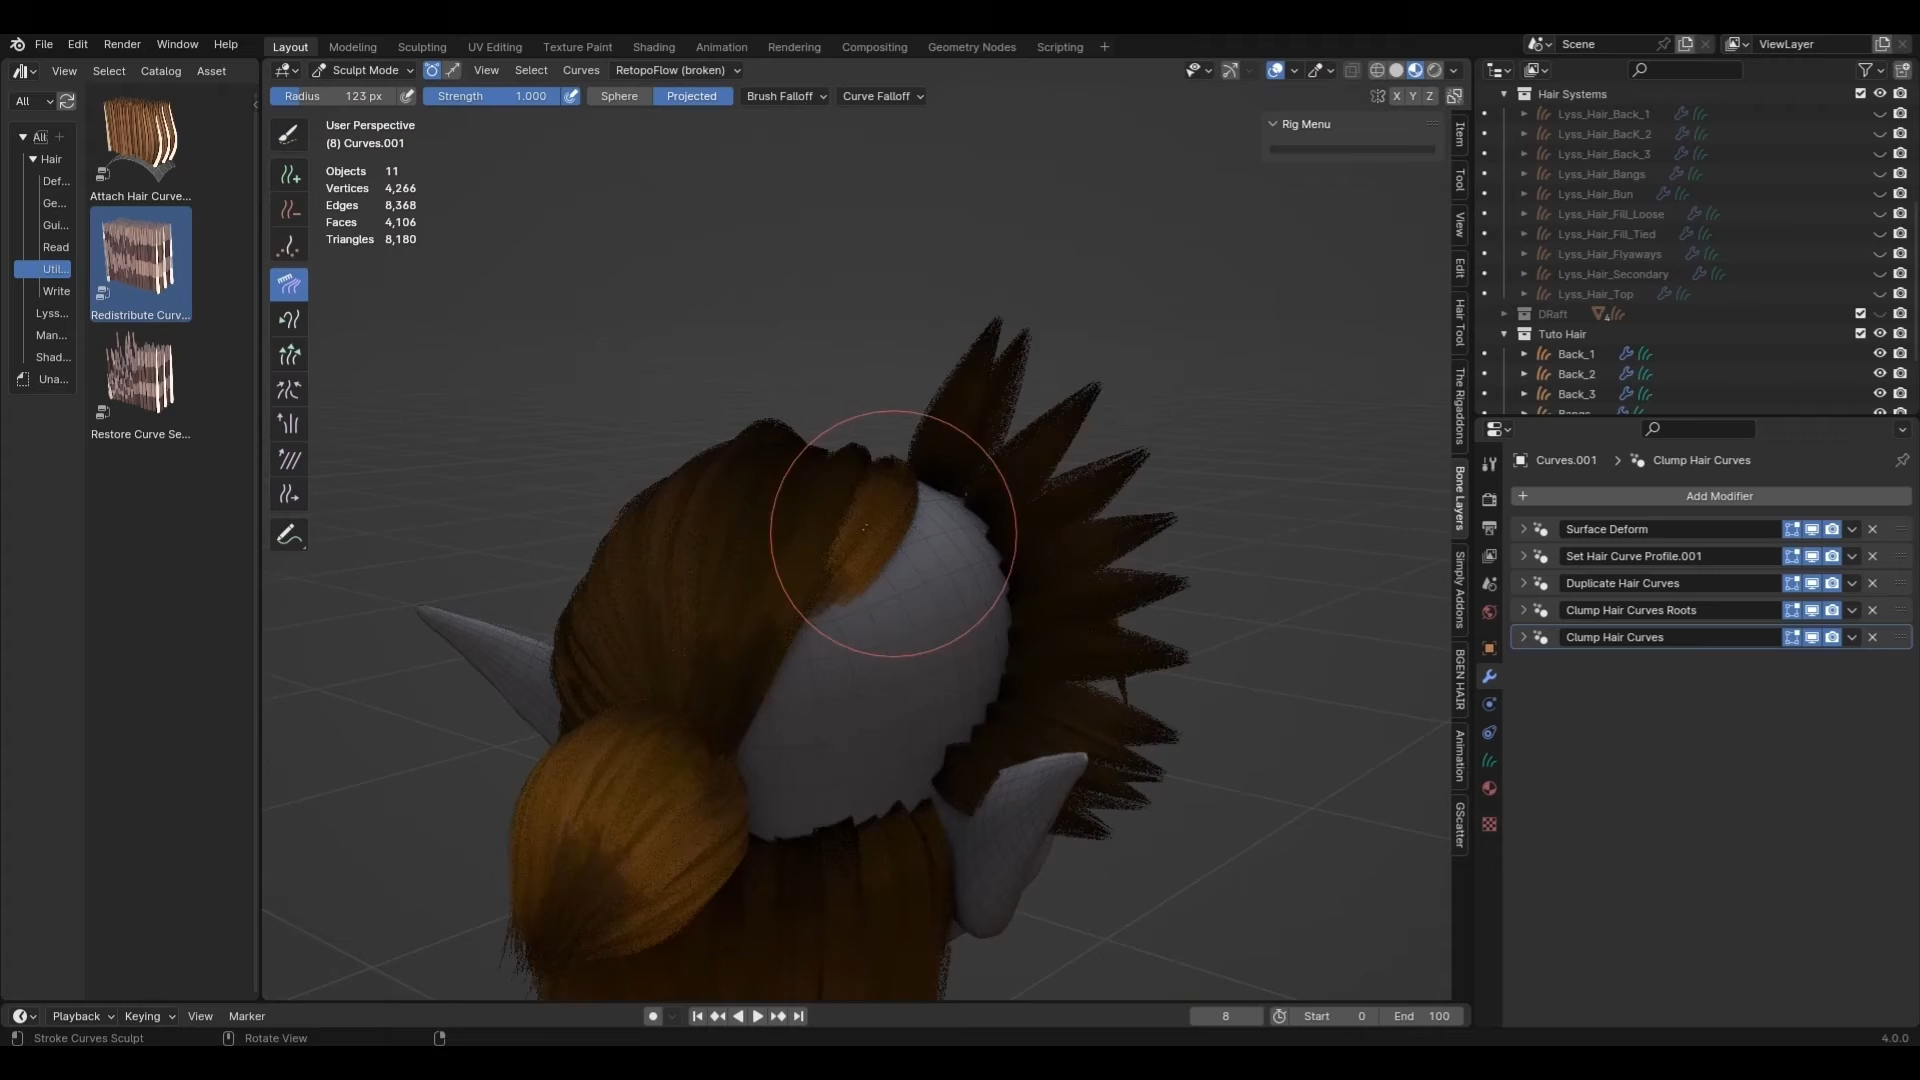 File Edit Render Window Help
Layout Modeling Sculpting UV Editing Texture Paint Shading Animation Rendering Compositing Geometry Nodes Scripting +
Scene
ViewLayer
View Select Catalog Asset
Sculpt Mode View Select Curves RetopoFlow (broken)
All
Radius 123 px Strength 1.000 Sphere Projected Brush Falloff Curve Falloff
X Y Z
All
Hair
Def...
Ge...
Gui...
Read
Util...
Write
Lyss...
Man...
Shad...
Una...
Attach Hair Curve...
Redistribute Curv...
Restore Curve Se...
User Perspective
(8) Curves.001
Objects 11
Vertices 4,266
Edges 8,368
Faces 4,106
Triangles 8,180
Rig Menu
Item
Tool
View
Edit
Hair Tool
The Rigaddons
Bone Layers
Simply Addons
BGEN HAIR
Animation
GScatter
Hair Systems
Lyss_Hair_Back_1
Lyss_Hair_BacK_2
Lyss_Hair_Back_3
Lyss_Hair_Bangs
Lyss_Hair_Bun
Lyss_Hair_Fill_Loose
Lyss_Hair_Fill_Tied
Lyss_Hair_Flyaways
Lyss_Hair_Secondary
Lyss_Hair_Top
DRaft 4
Tuto Hair
Back_1
Back_2
Back_3
Bangs
Curves.001 > Clump Hair Curves
Add Modifier
Surface Deform
Set Hair Curve Profile.001
Duplicate Hair Curves
Clump Hair Curves Roots
Clump Hair Curves
Playback Keying View Marker
8
Start 0 End 100
Stroke Curves Sculpt Rotate View
4.0.0